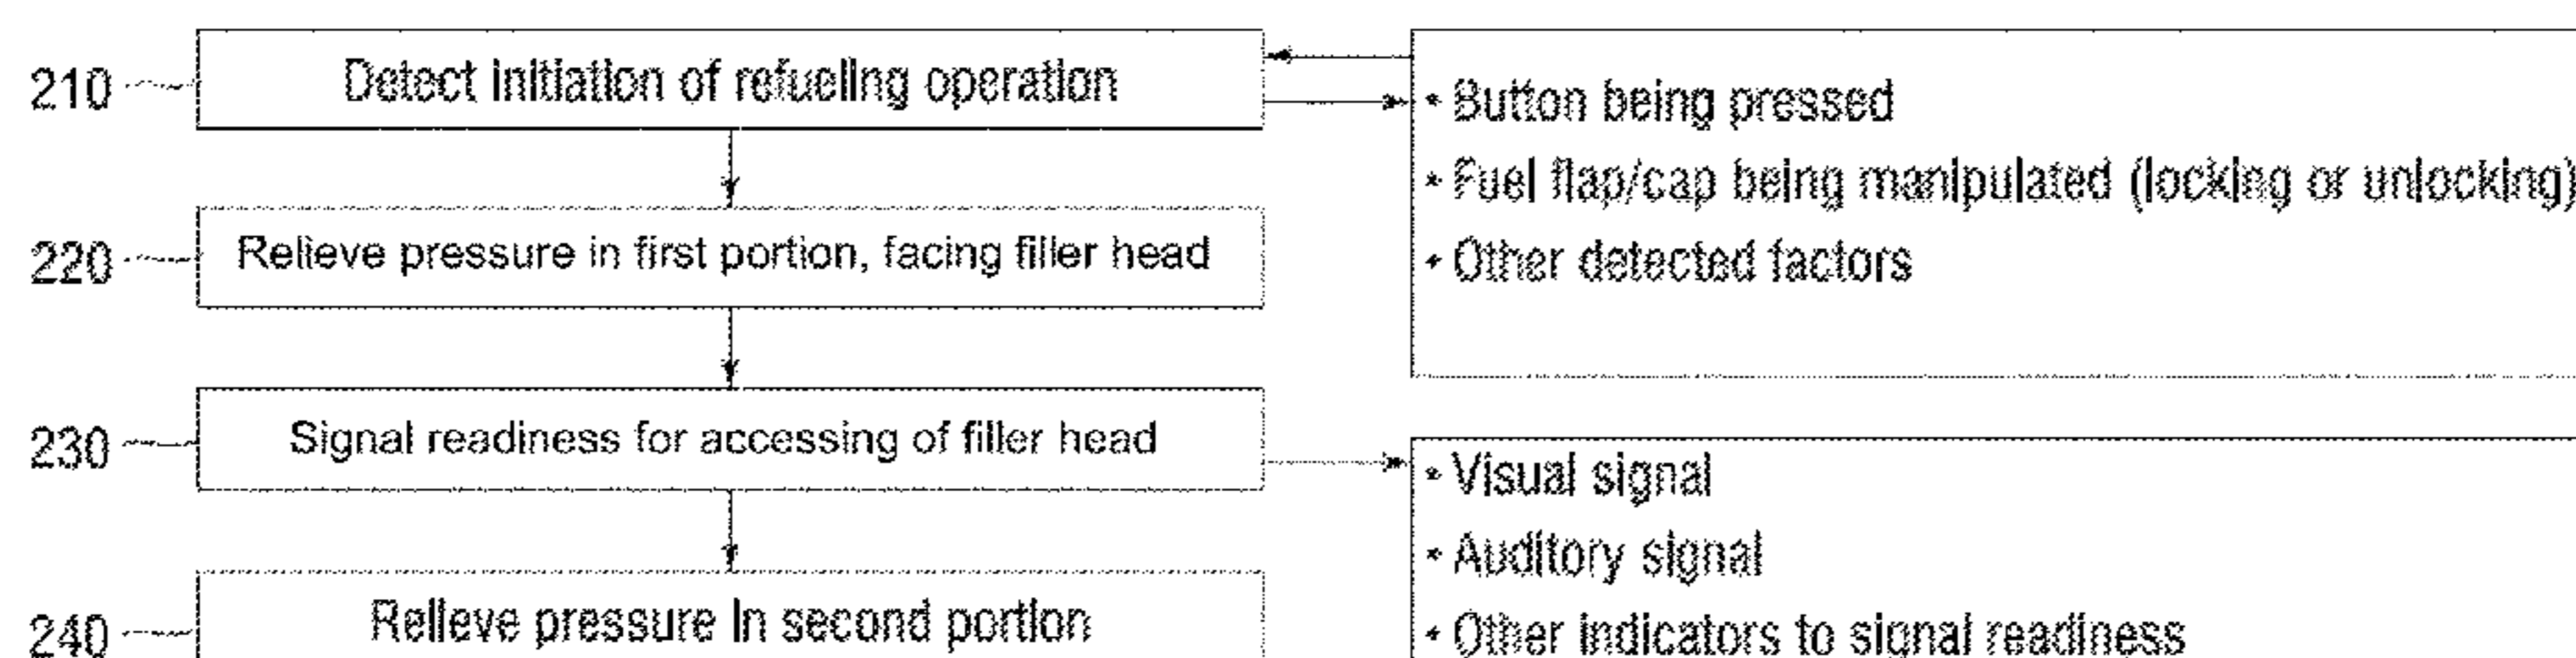 210
Detect initiation of refueling operation
• Button being pressed
• Fuel flap/cap being manipulated (locking or unlocking)
• Other detected factors
220
Relieve pressure in first portion, facing filler head
230
Signal readiness for accessing of filler head
• Visual signal
• Auditory signal
• Other indicators to signal readiness
240
Relieve pressure in second portion